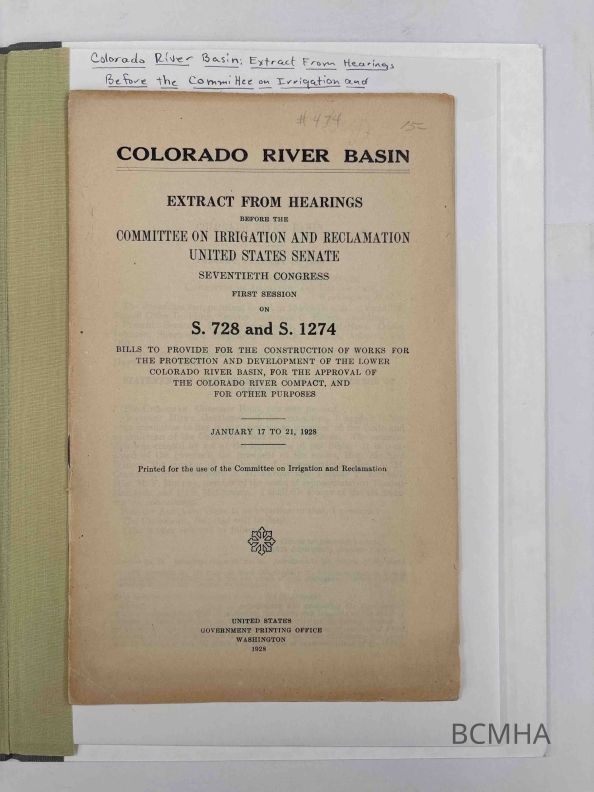 Colorado River Basin; Extract From Hearings
Before the Committee on Irrigation and
#474 15-
COLORADO RIVER BASIN
EXTRACT FROM HEARINGS
BEFORE THE
COMMITTEE ON IRRIGATION AND RECLAMATION
UNITED STATES SENATE
SEVENTIETH CONGRESS
FIRST SESSION
ON
S. 728 and S. 1274
BILLS TO PROVIDE FOR THE CONSTRUCTION OF WORKS FOR
THE PROTECTION AND DEVELOPMENT OF THE LOWER
COLORADO RIVER BASIN, FOR THE APPROVAL OF
THE COLORADO RIVER COMPACT, AND
FOR OTHER PURPOSES
JANUARY 17 TO 21, 1928
Printed for the use of the Committee on Irrigation and Reclamation
UNITED STATES
GOVERNMENT PRINTING OFFICE
WASHINGTON
1928
BCMHA